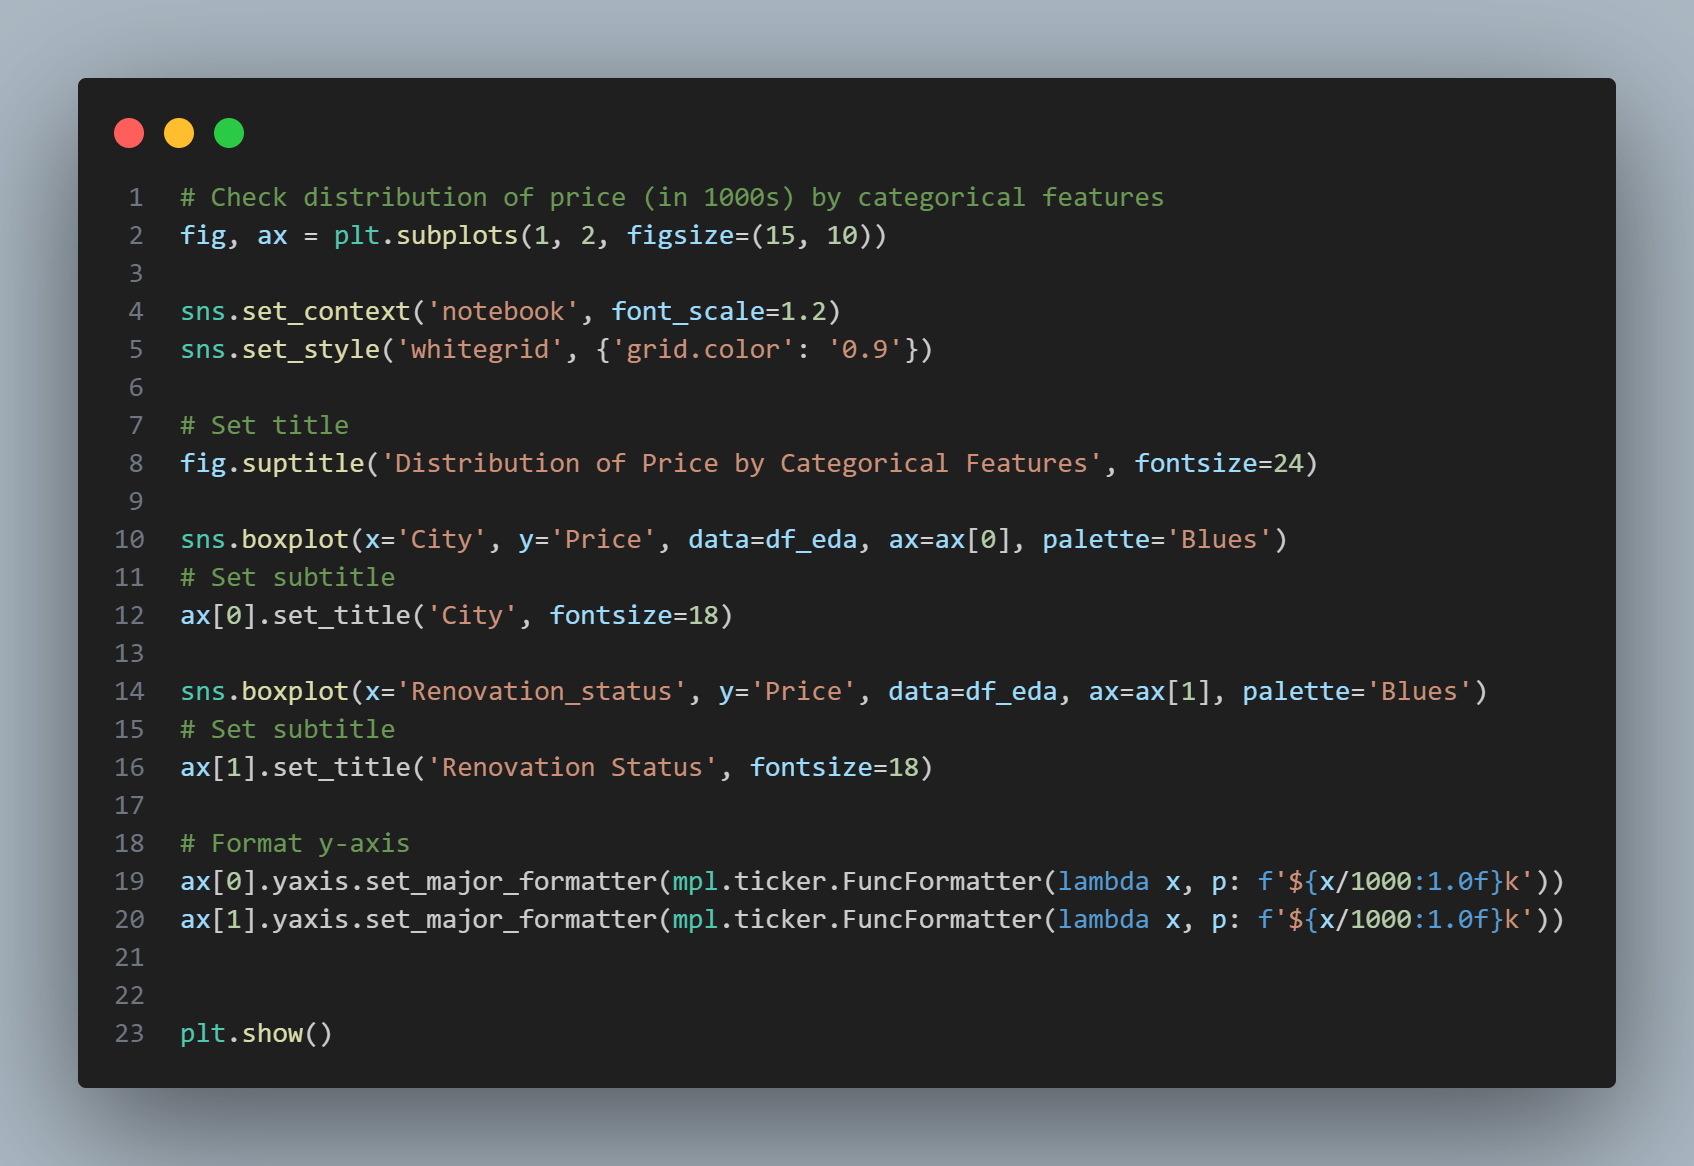 1 # Check distribution of price (in 1000s) by categorical features
2 fig, ax = plt.subplots(1, 2, figsize=(15, 10))
3
4 sns.set_context('notebook', font_scale=1.2)
5 sns.set_style('whitegrid', {'grid.color': '0.9'})
6
7 # Set title
8 fig.suptitle('Distribution of Price by Categorical Features', fontsize=24)
9
10 sns.boxplot(x='City', y='Price', data=df_eda, ax=ax[0], palette='Blues')
11 # Set subtitle
12 ax[0].set_title('City', fontsize=18)
13
14 sns.boxplot(x='Renovation_status', y='Price', data=df_eda, ax=ax[1], palette='Blues')
15 # Set subtitle
16 ax[1].set_title('Renovation Status', fontsize=18)
17
18 # Format y-axis
19 ax[0].yaxis.set_major_formatter(mpl.ticker.FuncFormatter(lambda x, p: f'${x/1000:1.0f}k'))
20 ax[1].yaxis.set_major_formatter(mpl.ticker.FuncFormatter(lambda x, p: f'${x/1000:1.0f}k'))
21
22
23 plt.show()